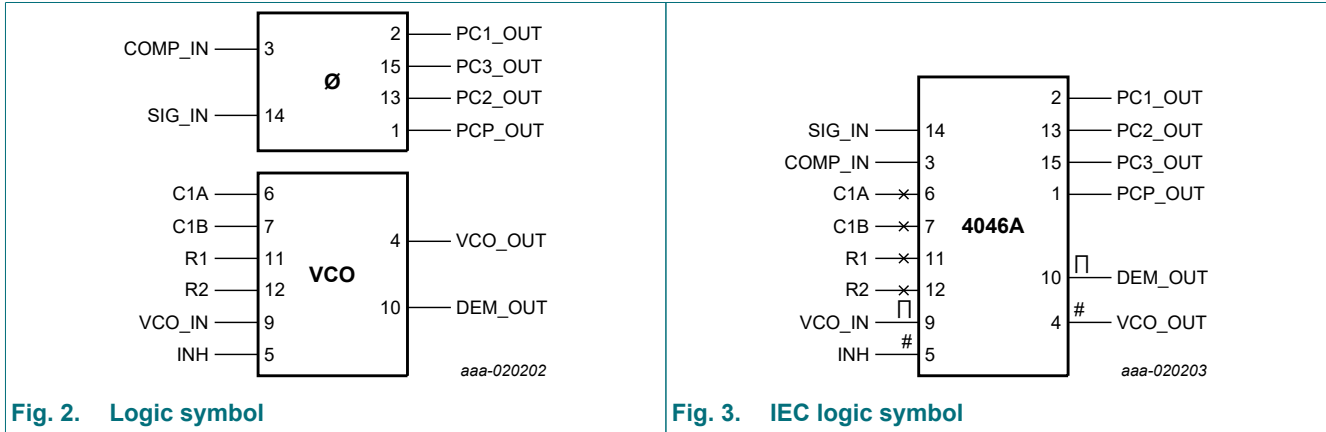 COMP_IN 3 2 PC1_OUT
15 PC3_OUT
Ø
SIG_IN 14 13 PC2_OUT
1 PCP_OUT
C1A 6
C1B 7 4 VCO_OUT
R1 11
VCO
R2 12
10 DEM_OUT
VCO_IN 9
INH 5
aaa-020202
Fig. 2. Logic symbol
2 PC1_OUT
SIG_IN 14 13 PC2_OUT
COMP_IN 3 15 PC3_OUT
C1A × 6 1 PCP_OUT
C1B × 7 4046A
R1 × 11
∏
10 DEM_OUT
R2 × 12
∏ #
VCO_IN 9 4 VCO_OUT
#
INH 5
aaa-020203
Fig. 3. IEC logic symbol